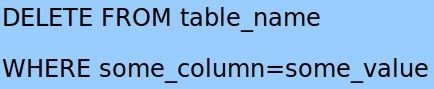 DELETE FROM table_name
WHERE some_column=some_value